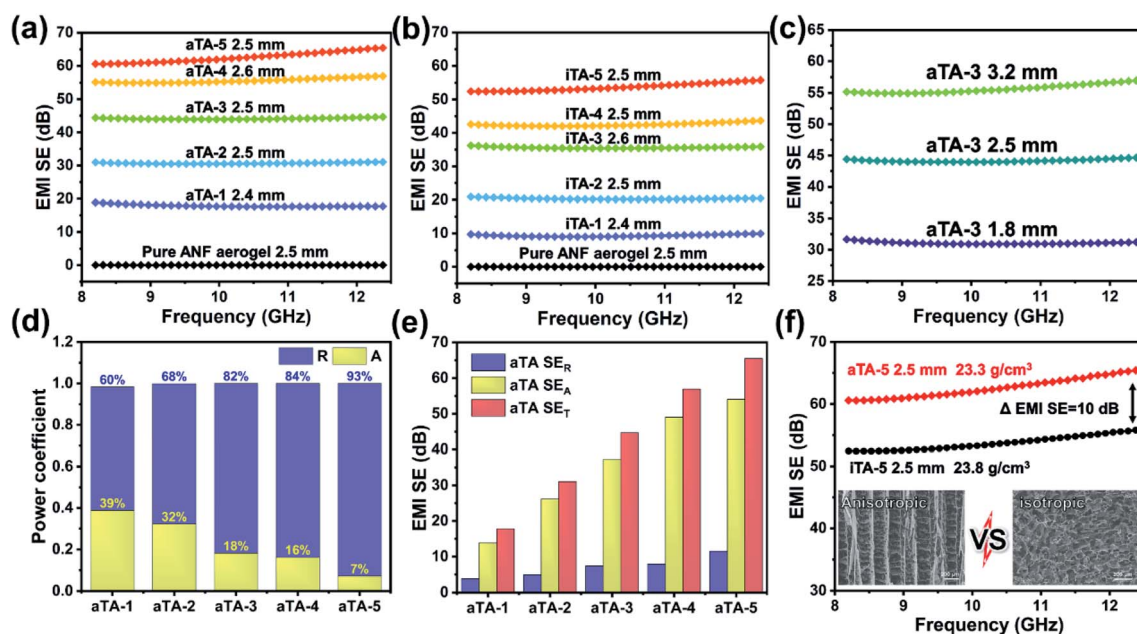 (a)
70
60
50
40
30
20
10
0
EMI SE (dB)
aTA-5 2.5 mm
aTA-4 2.6 mm
aTA-3 2.5 mm
aTA-2 2.5 mm
aTA-1 2.4 mm
Pure ANF aerogel 2.5 mm
8 9 10 11 12
Frequency (GHz)
(b)
70
60
50
40
30
20
10
0
EMI SE (dB)
iTA-5 2.5 mm
iTA-4 2.5 mm
iTA-3 2.6 mm
iTA-2 2.5 mm
iTA-1 2.4 mm
Pure ANF aerogel 2.5 mm
8 9 10 11 12
Frequency (GHz)
(c)
65
60
55
50
45
40
35
30
25
EMI SE (dB)
aTA-3 3.2 mm
aTA-3 2.5 mm
aTA-3 1.8 mm
8 9 10 11 12
Frequency (GHz)
(d)
R A
1.2
1.0
0.8
0.6
0.4
0.2
0.0
Power coefficient
60% 68% 82% 84% 93%
39% 32% 18% 16% 7%
aTA-1 aTA-2 aTA-3 aTA-4 aTA-5
(e)
70
60
50
40
30
20
10
0
EMI SE (dB)
aTA SE_R
aTA SE_A
aTA SE_T
aTA-1 aTA-2 aTA-3 aTA-4 aTA-5
(f)
70
60
50
40
30
EMI SE (dB)
aTA-5 2.5 mm 23.3 g/cm³
Δ EMI SE=10 dB
iTA-5 2.5 mm 23.8 g/cm³
Anisotropic
isotropic
VS
8 9 10 11 12
Frequency (GHz)